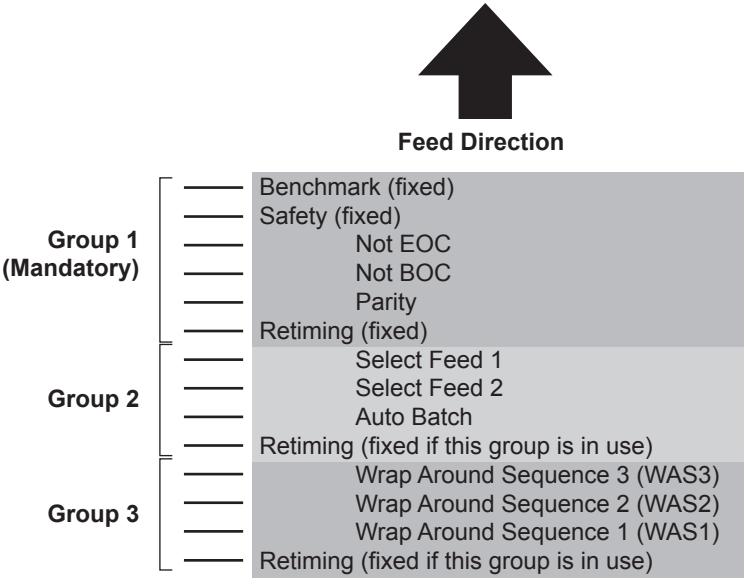 Feed Direction
Group 1
(Mandatory)
Benchmark (fixed)
Safety (fixed)
Not EOC
Not BOC
Parity
Retiming (fixed)
Group 2
Select Feed 1
Select Feed 2
Auto Batch
Retiming (fixed if this group is in use)
Group 3
Wrap Around Sequence 3 (WAS3)
Wrap Around Sequence 2 (WAS2)
Wrap Around Sequence 1 (WAS1)
Retiming (fixed if this group is in use)